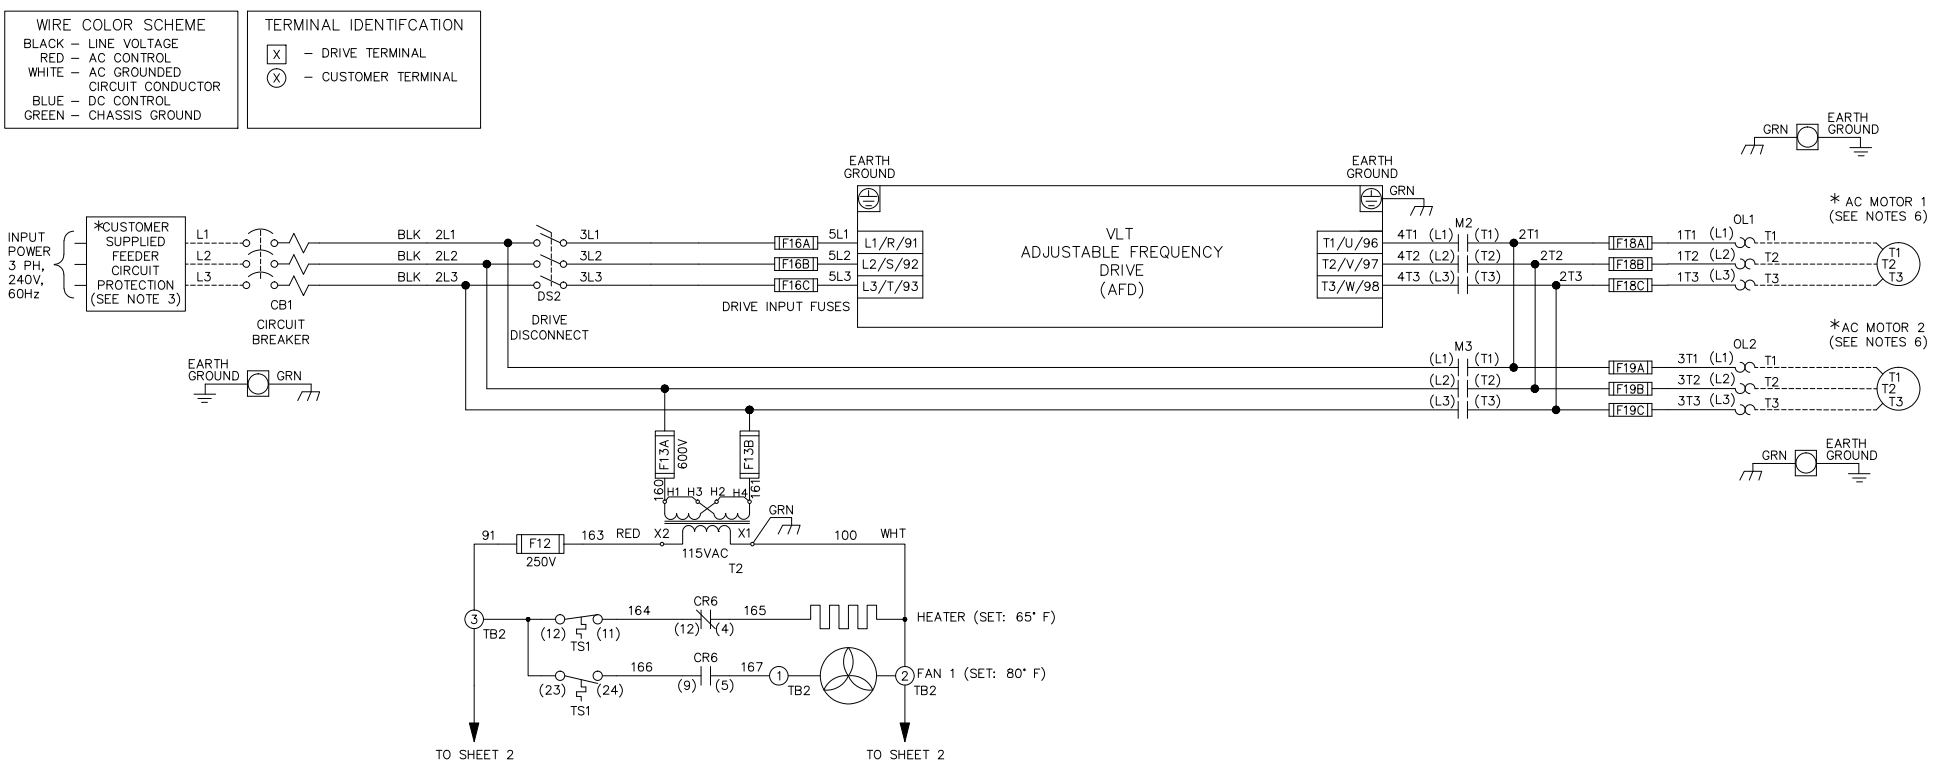 WIRE COLOR SCHEME
BLACK – LINE VOLTAGE
RED – AC CONTROL
WHITE – AC GROUNDED
CIRCUIT CONDUCTOR
BLUE – DC CONTROL
GREEN – CHASSIS GROUND
TERMINAL IDENTIFCATION
X – DRIVE TERMINAL
X – CUSTOMER TERMINAL
INPUT
POWER
3 PH,
240V,
60Hz
*CUSTOMER
SUPPLIED
FEEDER
CIRCUIT
PROTECTION
(SEE NOTE 3)
L1
L2
L3
CB1
CIRCUIT
BREAKER
BLK 2L1
BLK 2L2
BLK 2L3
DS2
DRIVE
DISCONNECT
3L1
3L2
3L3
F16A
F16B
F16C
DRIVE INPUT FUSES
5L1
5L2
5L3
EARTH
GROUND
L1/R/91
L2/S/92
L3/T/93
VLT
ADJUSTABLE FREQUENCY
DRIVE
(AFD)
EARTH
GROUND
GRN
T1/U/96
T2/V/97
T3/W/98
4T1 (L1) M2 (T1) 2T1
4T2 (L2) (T2) 2T2
4T3 (L3) (T3) 2T3
F18A
F18B
F18C
1T1 (L1) OL1 T1
1T2 (L2) T2
1T3 (L3) T3
GRN
EARTH
GROUND
* AC MOTOR 1
(SEE NOTES 6)
T1
T2
T3
M3
(L1) (T1)
(L2) (T2)
(L3) (T3)
F19A
F19B
F19C
3T1 (L1) OL2 T1
3T2 (L2) T2
3T3 (L3) T3
*AC MOTOR 2
(SEE NOTES 6)
T1
T2
T3
GRN
EARTH
GROUND
EARTH
GROUND
GRN
F13A
600V
F13B
160
161
H1 H3 H2 H4
GRN
91
F12
250V
163 RED X2
115VAC
X1
T2
100 WHT
3
TB2
(12) (11)
TS1
164
CR6
(12) (4)
165
HEATER (SET: 65° F)
(23) (24)
TS1
166
CR6
(9) (5)
167
1
TB2
2
TB2
FAN 1 (SET: 80° F)
TO SHEET 2
TO SHEET 2